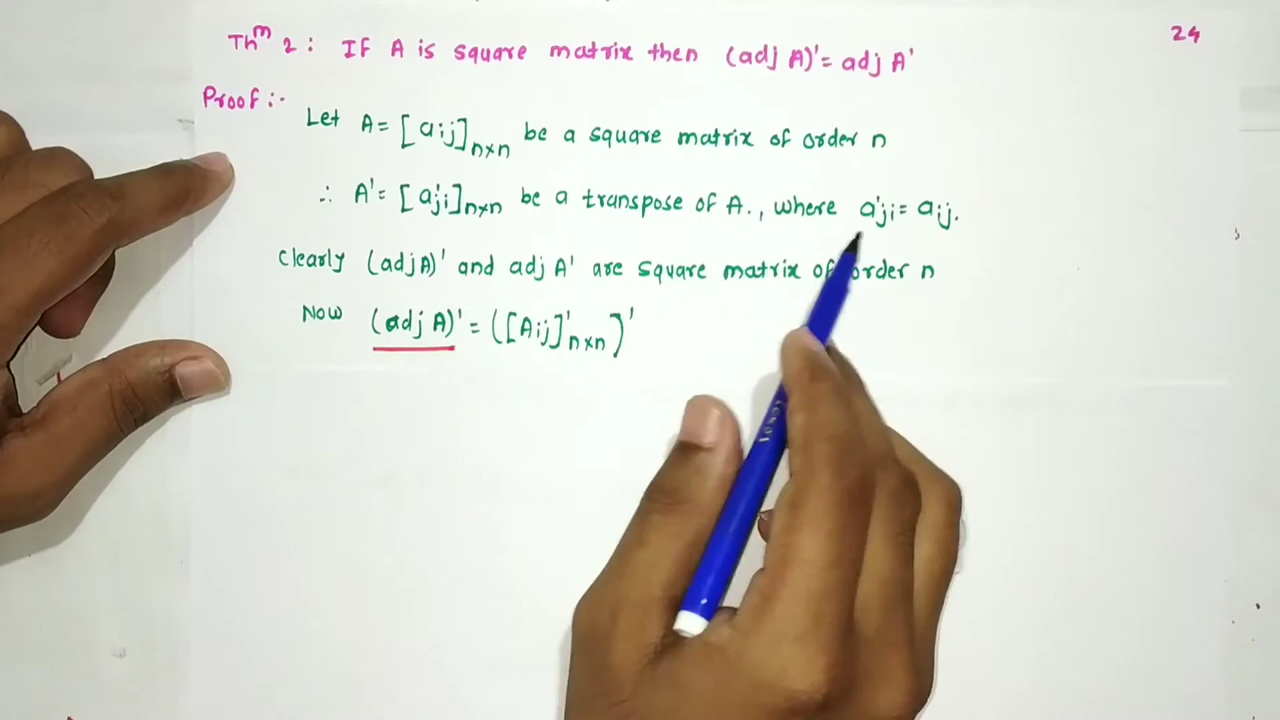 24
Thm 2: If A is square matrix then (adj A)' = adj A'
Proof :-
Let A = [aij]n×n be a square matrix of order n
∴ A' = [a'ji]n×n be a transpose of A., where a'ji = aij.
Clearly (adj A)' and adj A' are square matrix of order n
Now (adj A)' = ([Aij]'n×n)'